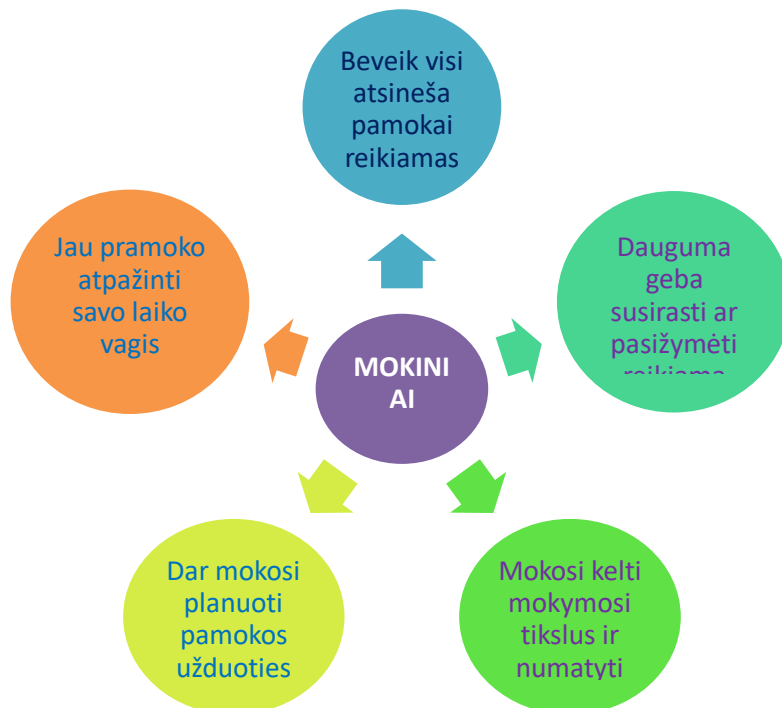 Beveik visi
atsineša
pamokai
reikiamas
Dauguma
geba
susirasti ar
pasižymėti
reikiama
Mokosi kelti
mokymosi
tikslus ir
numatyti
Dar mokosi
planuoti
pamokos
užduoties
Jau pramoko
atpažinti
savo laiko
vagis
MOKINI
AI